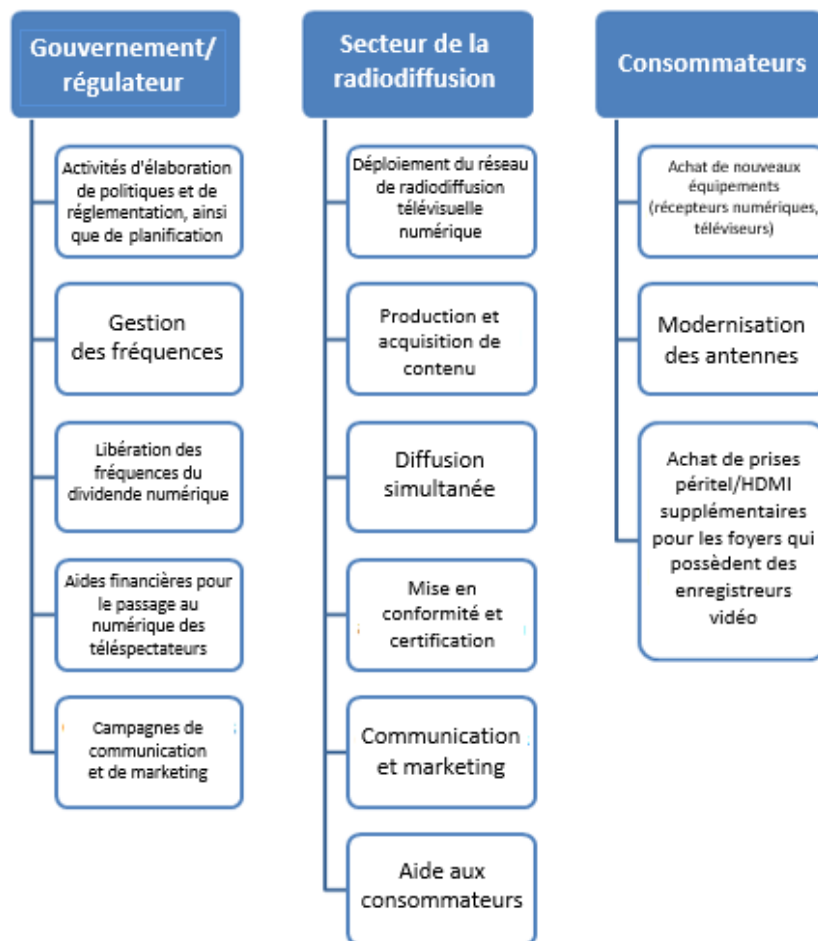 Gouvernement/
régulateur
Activités d'élaboration
de politiques et de
réglementation, ainsi
que de planification
Gestion
des fréquences
Libération des
fréquences du
dividende numérique
Aides financières pour
le passage au
numérique des
téléspectateurs
Campagnes de
communication
et de marketing
Secteur de la
radiodiffusion
Déploiement du réseau
de radiodiffusion
télévisuelle
numérique
Production et
acquisition de
contenu
Diffusion
simultanée
Mise en
conformité et
certification
Communication
et marketing
Aide aux
consommateurs
Consommateurs
Achat de nouveaux
équipements
(récepteurs numériques,
téléviseurs)
Modernisation
des antennes
Achat de prises
péritel/HDMI
supplémentaires
pour les foyers qui
possèdent des
enregistreurs
vidéo